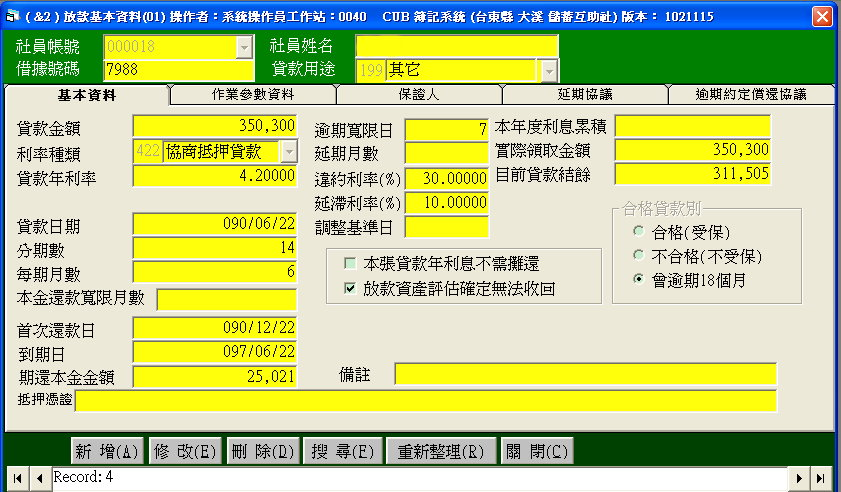 ( &2 ) 放款基本資料(01) 操作者：系統操作員工作站：0040 CUB 簿記系統 (台東縣 大溪 儲蓄互助社) 版本： 1021115
社員帳號 000018 社員姓名
借據號碼 7988 貸款用途 199 其它
基本資料 作業參數資料 保證人 延期協議 逾期約定償還協議
貸款金額 350,300 逾期寬限日 7 本年度利息累積
利率種類 422 協商抵押貸款 延期月數 實際領取金額 350,300
貸款年利率 4.20000 違約利率(%) 30.00000 目前貸款結餘 311,505
延滯利率(%) 10.00000
貸款日期 090/06/22 調整基準日 合格貸款別
分期數 14 合格(受保)
每期月數 6 本張貸款年利息不需攤還 不合格(不受保)
本金還款寬限月數 放款資產評估確定無法收回 曾逾期18個月
首次還款日 090/12/22
到期日 097/06/22
期還本金金額 25,021 備註
抵押憑證
新 增(A) 修 改(E) 刪 除(D) 搜 尋(F) 重新整理(R) 關 閉(C)
Record: 4